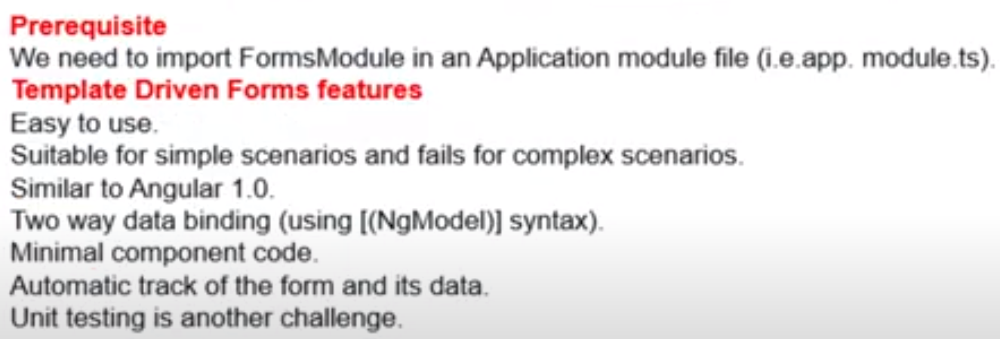 Prerequisite
We need to import FormsModule in an Application module file (i.e.app. module.ts).
Template Driven Forms features
Easy to use.
Suitable for simple scenarios and fails for complex scenarios.
Similar to Angular 1.0.
Two way data binding (using [(NgModel)] syntax).
Minimal component code.
Automatic track of the form and its data.
Unit testing is another challenge.